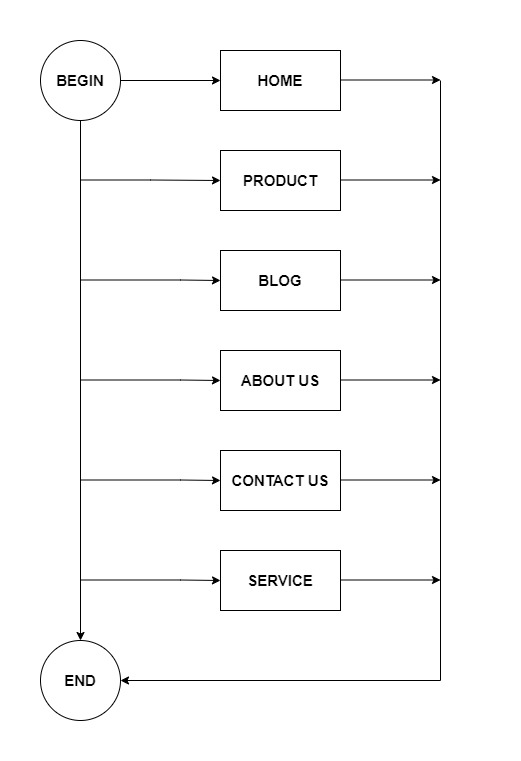 BEGIN
HOME
PRODUCT
BLOG
ABOUT US
CONTACT US
SERVICE
END